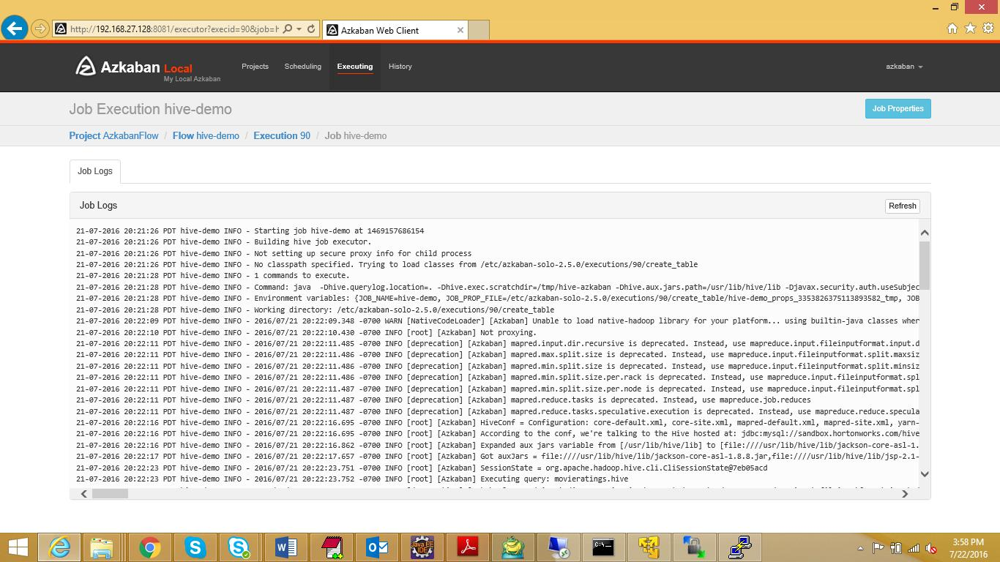 http://192.168.27.128:8081/executor?execid=90&job=h
Azkaban Web Client
Azkaban Local
My Local Azkaban
Projects
Scheduling
Executing
History
azkaban
Job Execution hive-demo
Job Properties
Project AzkabanFlow / Flow hive-demo / Execution 90 / Job hive-demo
Job Logs
Job Logs
Refresh
21-07-2016 20:21:26 PDT hive-demo INFO - Starting job hive-demo at 1469157686154
21-07-2016 20:21:26 PDT hive-demo INFO - Building hive job executor.
21-07-2016 20:21:26 PDT hive-demo INFO - Not setting up secure proxy info for child process
21-07-2016 20:21:26 PDT hive-demo INFO - No classpath specified. Trying to load classes from /etc/azkaban-solo-2.5.0/executions/90/create_table
21-07-2016 20:21:28 PDT hive-demo INFO - 1 commands to execute.
21-07-2016 20:21:28 PDT hive-demo INFO - Command: java -Dhive.querylog.location=. -Dhive.exec.scratchdir=/tmp/hive-azkaban -Dhive.aux.jars.path=/usr/lib/hive/lib -Djavax.security.auth.useSubjec
21-07-2016 20:21:28 PDT hive-demo INFO - Environment variables: {JOB_NAME=hive-demo, JOB_PROP_FILE=/etc/azkaban-solo-2.5.0/executions/90/create_table/hive-demo_props_3353826375113893582_tmp, JOB
21-07-2016 20:21:28 PDT hive-demo INFO - Working directory: /etc/azkaban-solo-2.5.0/executions/90/create_table
21-07-2016 20:22:09 PDT hive-demo INFO - 2016/07/21 20:22:09.348 -0700 WARN [NativeCodeLoader] [Azkaban] Unable to load native-hadoop library for your platform... using builtin-java classes wher
21-07-2016 20:22:10 PDT hive-demo INFO - 2016/07/21 20:22:10.430 -0700 INFO [root] [Azkaban] Not proxying.
21-07-2016 20:22:11 PDT hive-demo INFO - 2016/07/21 20:22:11.485 -0700 INFO [deprecation] [Azkaban] mapred.input.dir.recursive is deprecated. Instead, use mapreduce.input.fileinputformat.input.d
21-07-2016 20:22:11 PDT hive-demo INFO - 2016/07/21 20:22:11.486 -0700 INFO [deprecation] [Azkaban] mapred.max.split.size is deprecated. Instead, use mapreduce.input.fileinputformat.split.maxsiz
21-07-2016 20:22:11 PDT hive-demo INFO - 2016/07/21 20:22:11.486 -0700 INFO [deprecation] [Azkaban] mapred.min.split.size is deprecated. Instead, use mapreduce.input.fileinputformat.split.minsiz
21-07-2016 20:22:11 PDT hive-demo INFO - 2016/07/21 20:22:11.486 -0700 INFO [deprecation] [Azkaban] mapred.min.split.size.per.rack is deprecated. Instead, use mapreduce.input.fileinputformat.spl
21-07-2016 20:22:11 PDT hive-demo INFO - 2016/07/21 20:22:11.487 -0700 INFO [deprecation] [Azkaban] mapred.min.split.size.per.node is deprecated. Instead, use mapreduce.input.fileinputformat.spl
21-07-2016 20:22:11 PDT hive-demo INFO - 2016/07/21 20:22:11.487 -0700 INFO [deprecation] [Azkaban] mapred.reduce.tasks is deprecated. Instead, use mapreduce.job.reduces
21-07-2016 20:22:11 PDT hive-demo INFO - 2016/07/21 20:22:11.487 -0700 INFO [deprecation] [Azkaban] mapred.reduce.tasks.speculative.execution is deprecated. Instead, use mapreduce.reduce.specula
21-07-2016 20:22:16 PDT hive-demo INFO - 2016/07/21 20:22:16.695 -0700 INFO [root] [Azkaban] HiveConf = Configuration: core-default.xml, core-site.xml, mapred-default.xml, mapred-site.xml, yarn-
21-07-2016 20:22:16 PDT hive-demo INFO - 2016/07/21 20:22:16.695 -0700 INFO [root] [Azkaban] According to the conf, we're talking to the Hive hosted at: jdbc:mysql://sandbox.hortonworks.com/hive
21-07-2016 20:22:16 PDT hive-demo INFO - 2016/07/21 20:22:16.862 -0700 INFO [root] [Azkaban] Expanded aux jars variable from [/usr/lib/hive/lib] to [file:////usr/lib/hive/lib/jackson-core-asl-1.
21-07-2016 20:22:17 PDT hive-demo INFO - 2016/07/21 20:22:17.657 -0700 INFO [root] [Azkaban] Got auxJars = file:////usr/lib/hive/lib/jackson-core-asl-1.8.8.jar,file:////usr/lib/hive/lib/jsp-2.1-
21-07-2016 20:22:23 PDT hive-demo INFO - 2016/07/21 20:22:23.751 -0700 INFO [root] [Azkaban] SessionState = org.apache.hadoop.hive.cli.CliSessionState@7eb05acd
21-07-2016 20:22:23 PDT hive-demo INFO - 2016/07/21 20:22:23.752 -0700 INFO [root] [Azkaban] Executing query: movieratings.hive
3:58 PM
7/22/2016